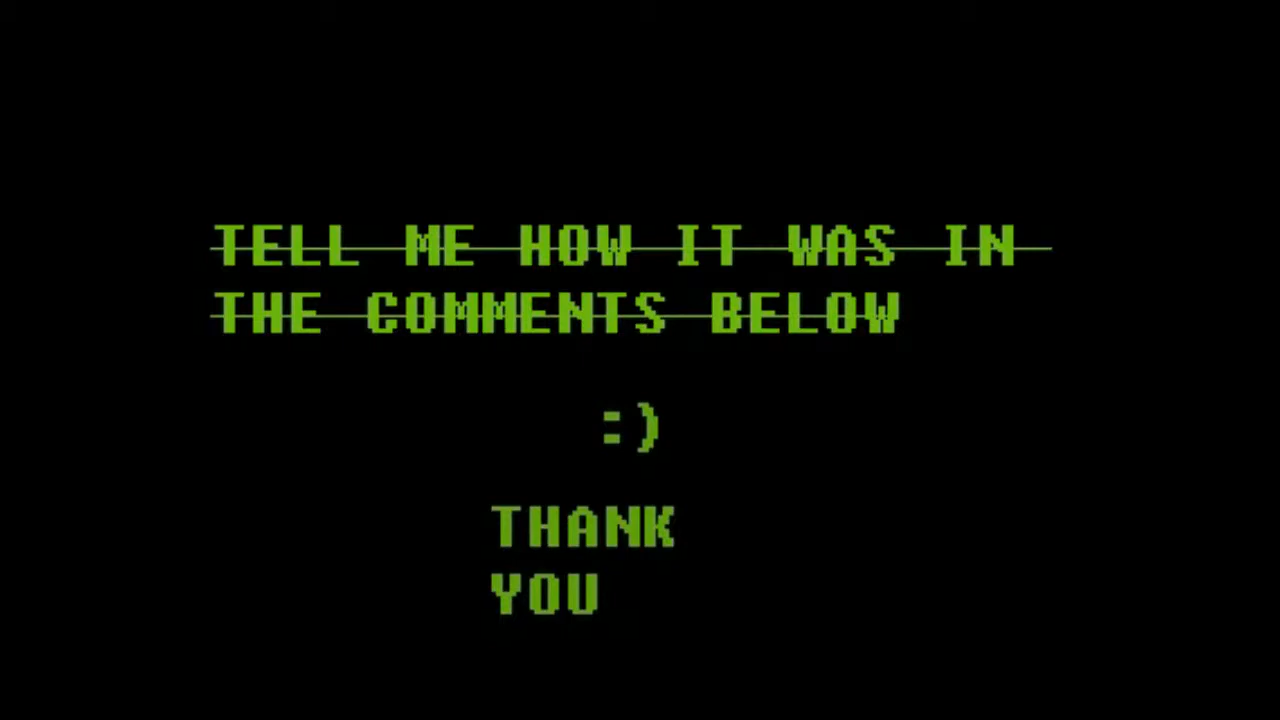 TELL ME HOW IT WAS IN
THE COMMENTS BELOW
:)
THANK
YOU